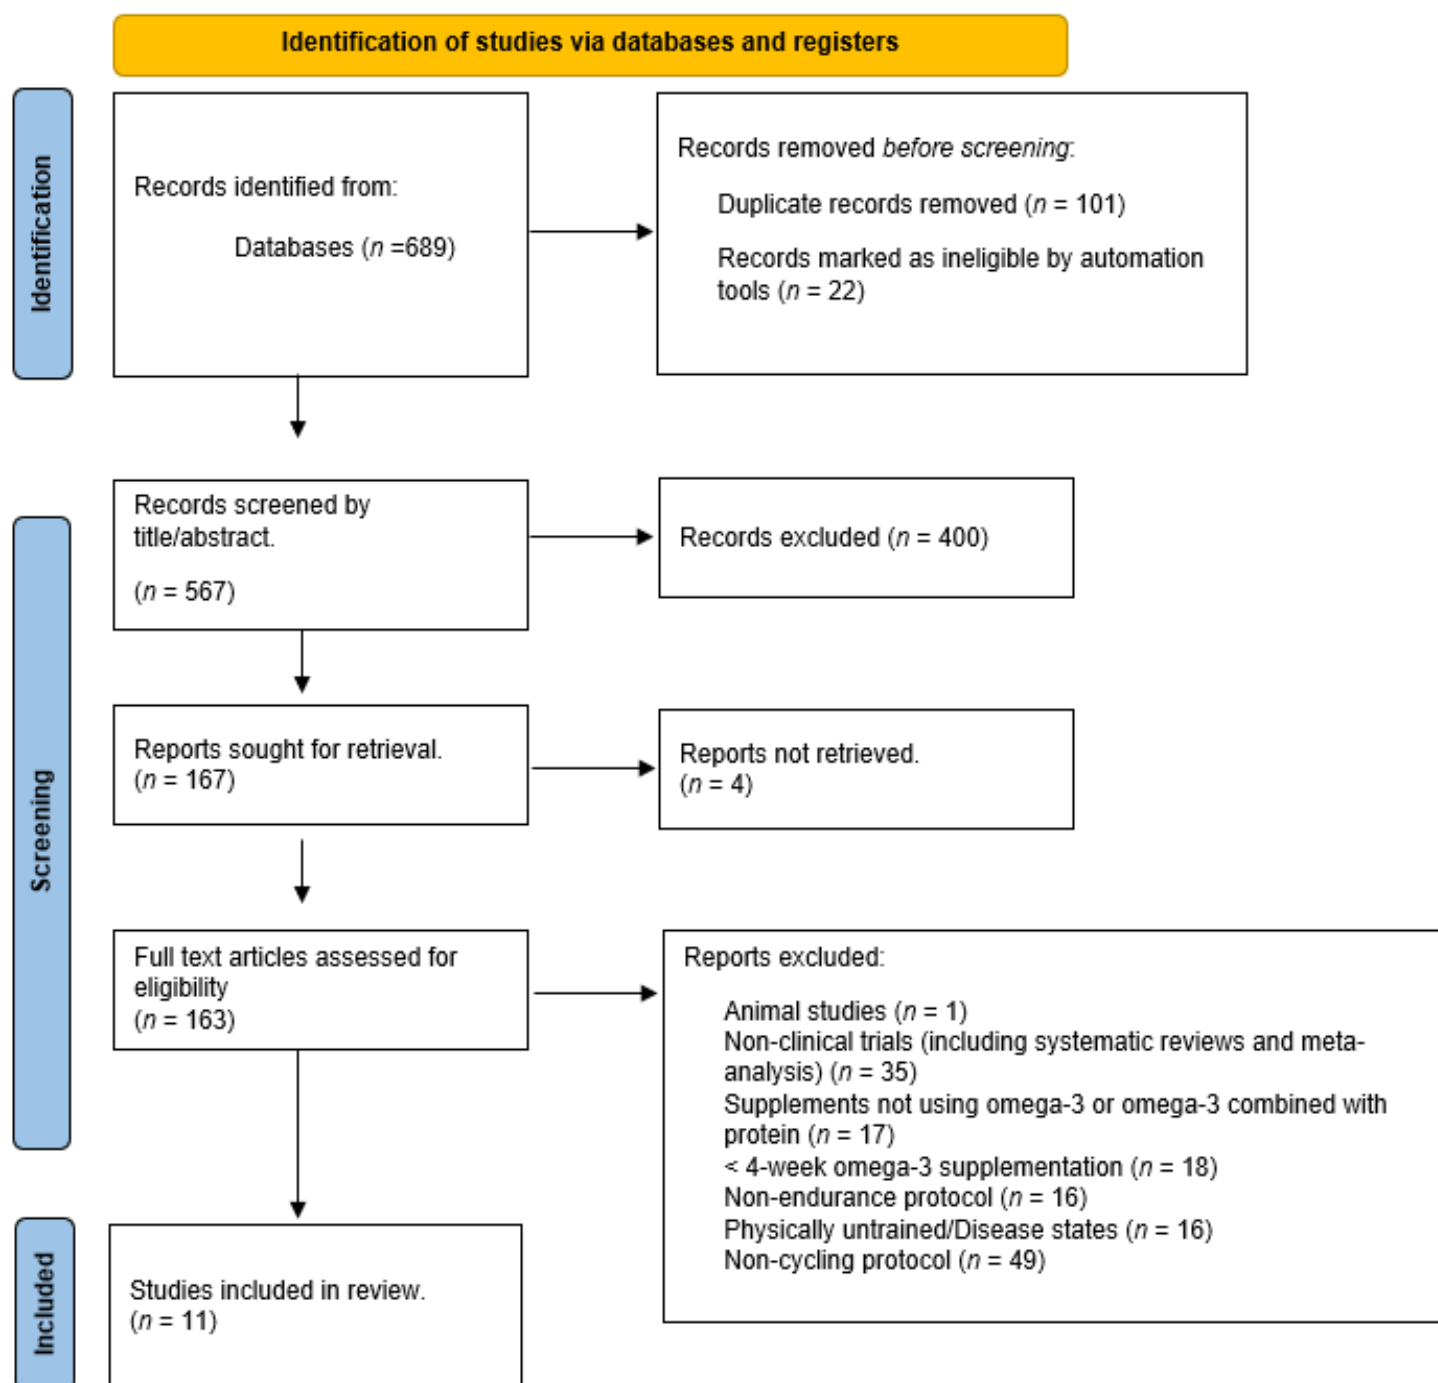 Identification of studies via databases and registers
Identification
Records identified from:
Databases (n =689)
Records removed before screening:
Duplicate records removed (n = 101)
Records marked as ineligible by automation
tools (n = 22)
Screening
Records screened by
title/abstract.
(n = 567)
Records excluded (n = 400)
Reports sought for retrieval.
(n = 167)
Reports not retrieved.
(n = 4)
Full text articles assessed for
eligibility
(n = 163)
Reports excluded:
Animal studies (n = 1)
Non-clinical trials (including systematic reviews and meta-
analysis) (n = 35)
Supplements not using omega-3 or omega-3 combined with
protein (n = 17)
< 4-week omega-3 supplementation (n = 18)
Non-endurance protocol (n = 16)
Physically untrained/Disease states (n = 16)
Non-cycling protocol (n = 49)
Included
Studies included in review.
(n = 11)